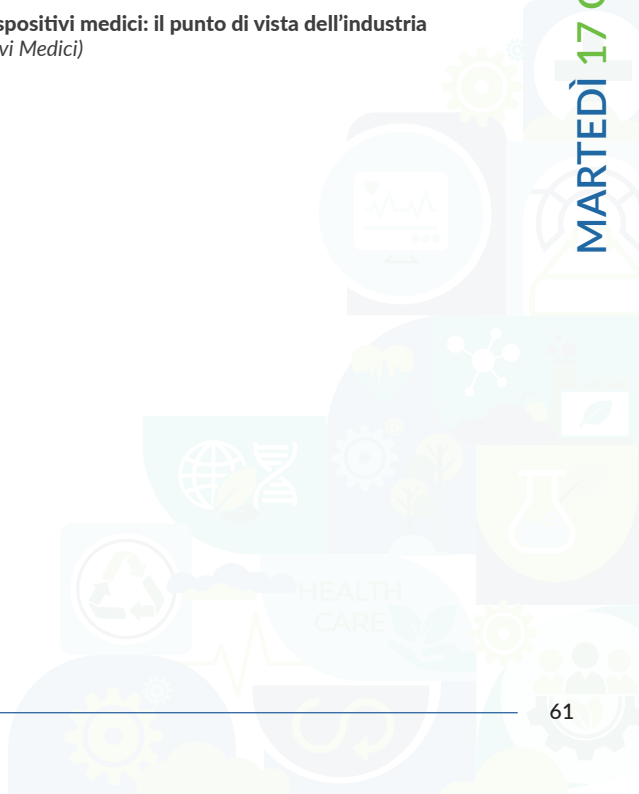 spositivi medici: il punto di vista dell'industria
vi Medici)
MARTEDÌ 17
HEALTH
CARE
61